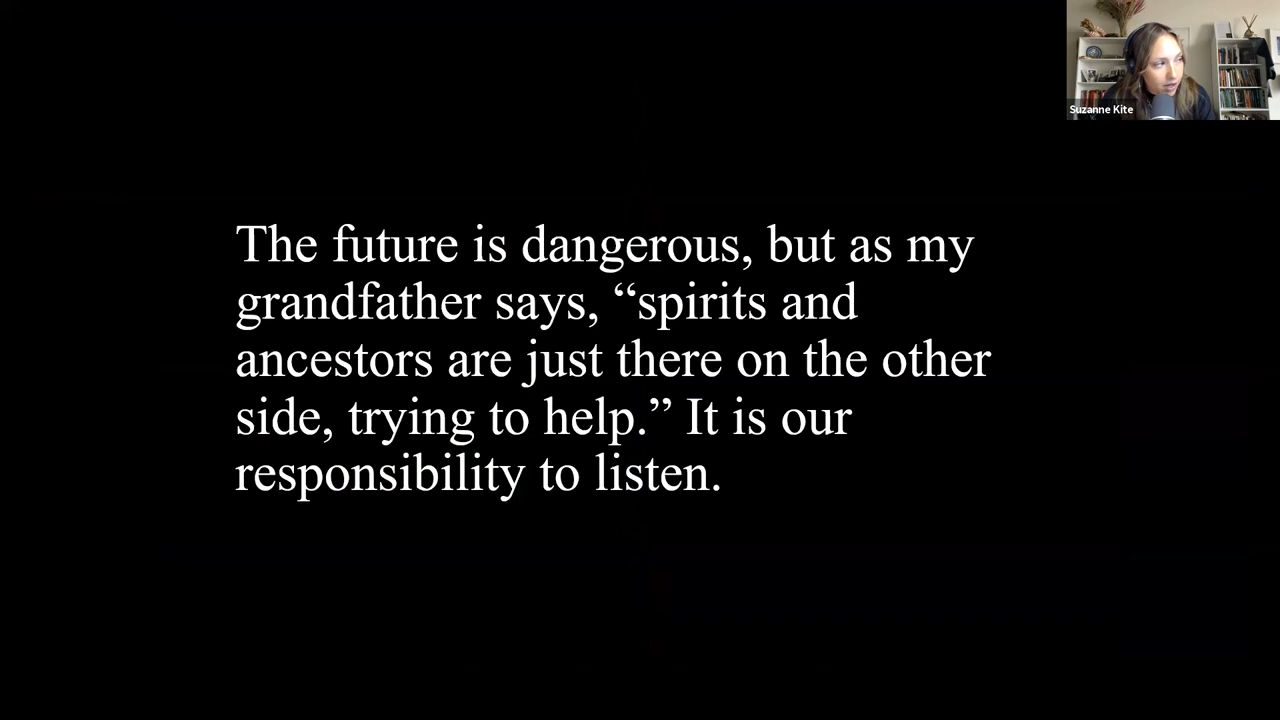 Suzanne Kite
The future is dangerous, but as my
grandfather says, “spirits and
ancestors are just there on the other
side, trying to help.” It is our
responsibility to listen.